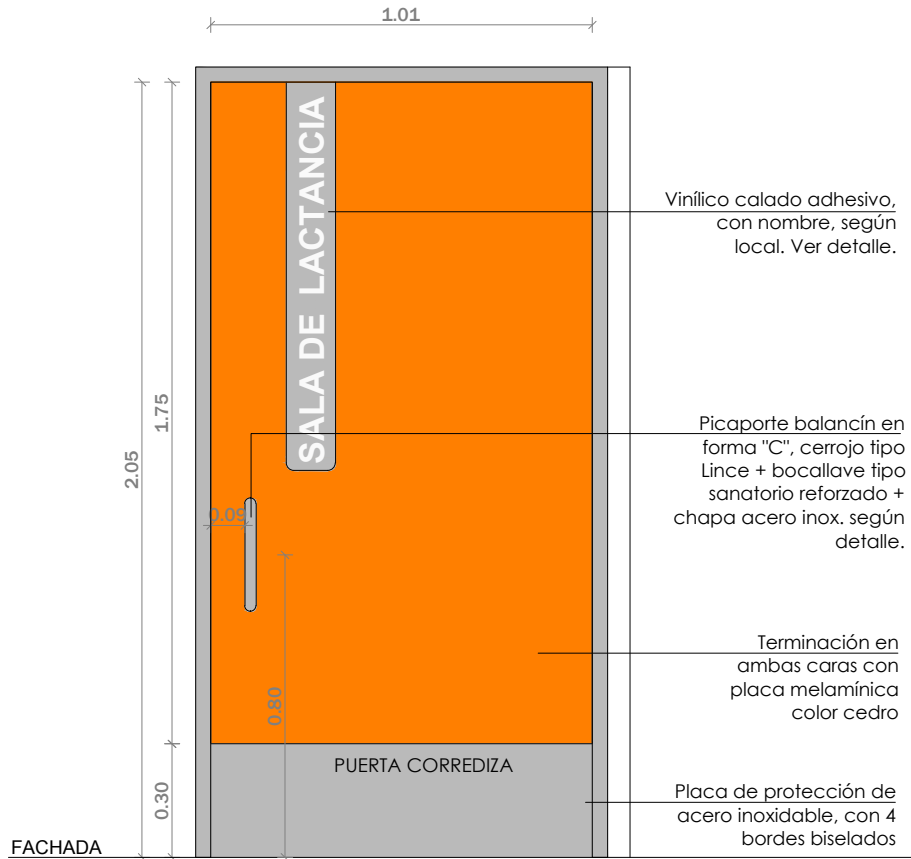 1.01
SALA DE LACTANCIA
Vinílico calado adhesivo,
con nombre, según
local. Ver detalle.
1.75
2.05
Picaporte balancín en
forma "C", cerrojo tipo
Lince + bocallave tipo
sanatorio reforzado +
chapa acero inox. según
detalle.
0.09
Terminación en
ambas caras con
placa melamínica
color cedro
0.80
PUERTA CORREDIZA
0.30
Placa de protección de
acero inoxidable, con 4
bordes biselados
FACHADA